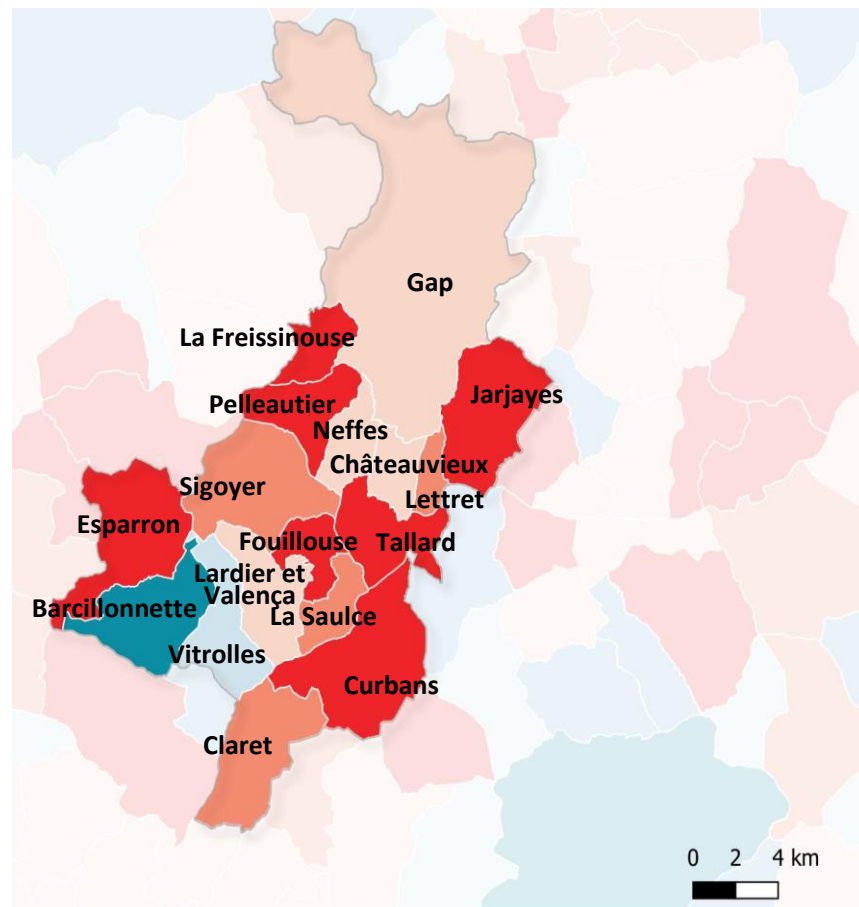 Gap
La Freissinouse
Jarjayes
Pelleautier
Neffes
Châteauvieux
Sigoyer
Lettret
Esparron
Fouillouse
Tallard
Lardier et
Valença
Barcillonnette
La Saulce
Vitrolles
Curbans
Claret
0 2 4 km